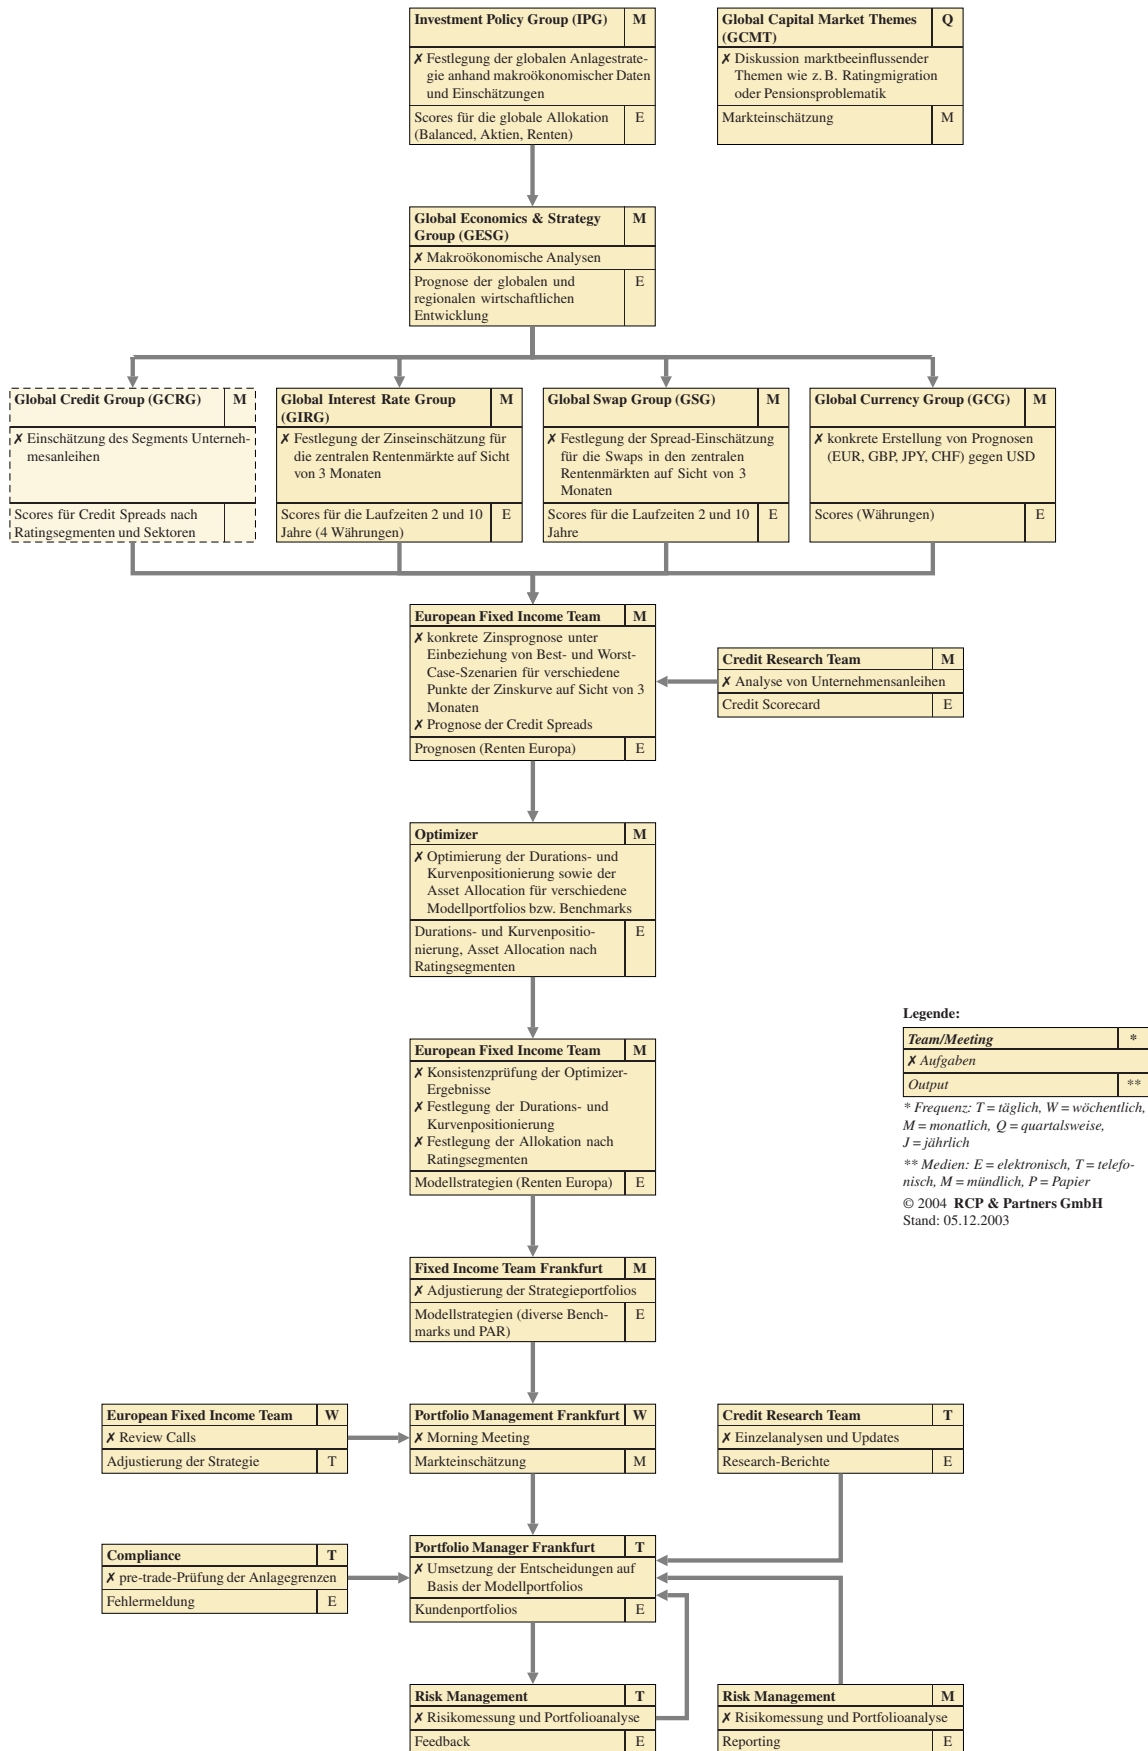 Investment Policy Group (IPG) M
✗ Festlegung der globalen Anlagestrate-
gie anhand makroökonomischer Daten
und Einschätzungen
Scores für die globale Allokation E
(Balanced, Aktien, Renten)
Global Capital Market Themes Q
(GCMT)
✗ Diskussion marktbeeinflussender
Themen wie z. B. Ratingmigration
oder Pensionsproblematik
Markteinschätzung M
Global Economics & Strategy M
Group (GESG)
✗ Makroökonomische Analysen
Prognose der globalen und E
regionalen wirtschaftlichen
Entwicklung
Global Credit Group (GCRG) M
✗ Einschätzung des Segments Unterneh-
mesanleihen
Scores für Credit Spreads nach
Ratingsegmenten und Sektoren
Global Interest Rate Group M
(GIRG)
✗ Festlegung der Zinseinschätzung für
die zentralen Rentenmärkte auf Sicht
von 3 Monaten
Scores für die Laufzeiten 2 und 10 E
Jahre (4 Währungen)
Global Swap Group (GSG) M
✗ Festlegung der Spread-Einschätzung
für die Swaps in den zentralen
Rentenmärkten auf Sicht von 3
Monaten
Scores für die Laufzeiten 2 und 10 E
Jahre
Global Currency Group (GCG) M
✗ konkrete Erstellung von Prognosen
(EUR, GBP, JPY, CHF) gegen USD
Scores (Währungen) E
European Fixed Income Team M
✗ konkrete Zinsprognose unter
Einbeziehung von Best- und Worst-
Case-Szenarien für verschiedene
Punkte der Zinskurve auf Sicht von 3
Monaten
✗ Prognose der Credit Spreads
Prognosen (Renten Europa) E
Credit Research Team M
✗ Analyse von Unternehmensanleihen
Credit Scorecard E
Optimizer M
✗ Optimierung der Durations- und
Kurvenpositionierung sowie der
Asset Allocation für verschiedene
Modellportfolios bzw. Benchmarks
Durations- und Kurvenpositio- E
nierung, Asset Allocation nach
Ratingsegmenten
European Fixed Income Team M
✗ Konsistenzprüfung der Optimizer-
Ergebnisse
✗ Festlegung der Durations- und
Kurvenpositionierung
✗ Festlegung der Allokation nach
Ratingsegmenten
Modellstrategien (Renten Europa) E
Legende:
Team/Meeting *
✗ Aufgaben
Output **
* Frequenz: T = täglich, W = wöchentlich,
M = monatlich, Q = quartalsweise,
J = jährlich
** Medien: E = elektronisch, T = telefo-
nisch, M = mündlich, P = Papier
© 2004 RCP & Partners GmbH
Stand: 05.12.2003
Fixed Income Team Frankfurt M
✗ Adjustierung der Strategieportfolios
Modellstrategien (diverse Bench- E
marks und PAR)
European Fixed Income Team W
✗ Review Calls
Adjustierung der Strategie T
Portfolio Management Frankfurt W
✗ Morning Meeting
Markteinschätzung M
Credit Research Team T
✗ Einzelanalysen und Updates
Research-Berichte E
Compliance T
✗ pre-trade-Prüfung der Anlagegrenzen
Fehlermeldung E
Portfolio Manager Frankfurt T
✗ Umsetzung der Entscheidungen auf
Basis der Modellportfolios
Kundenportfolios E
Risk Management T
✗ Risikomessung und Portfolioanalyse
Feedback E
Risk Management M
✗ Risikomessung und Portfolioanalyse
Reporting E